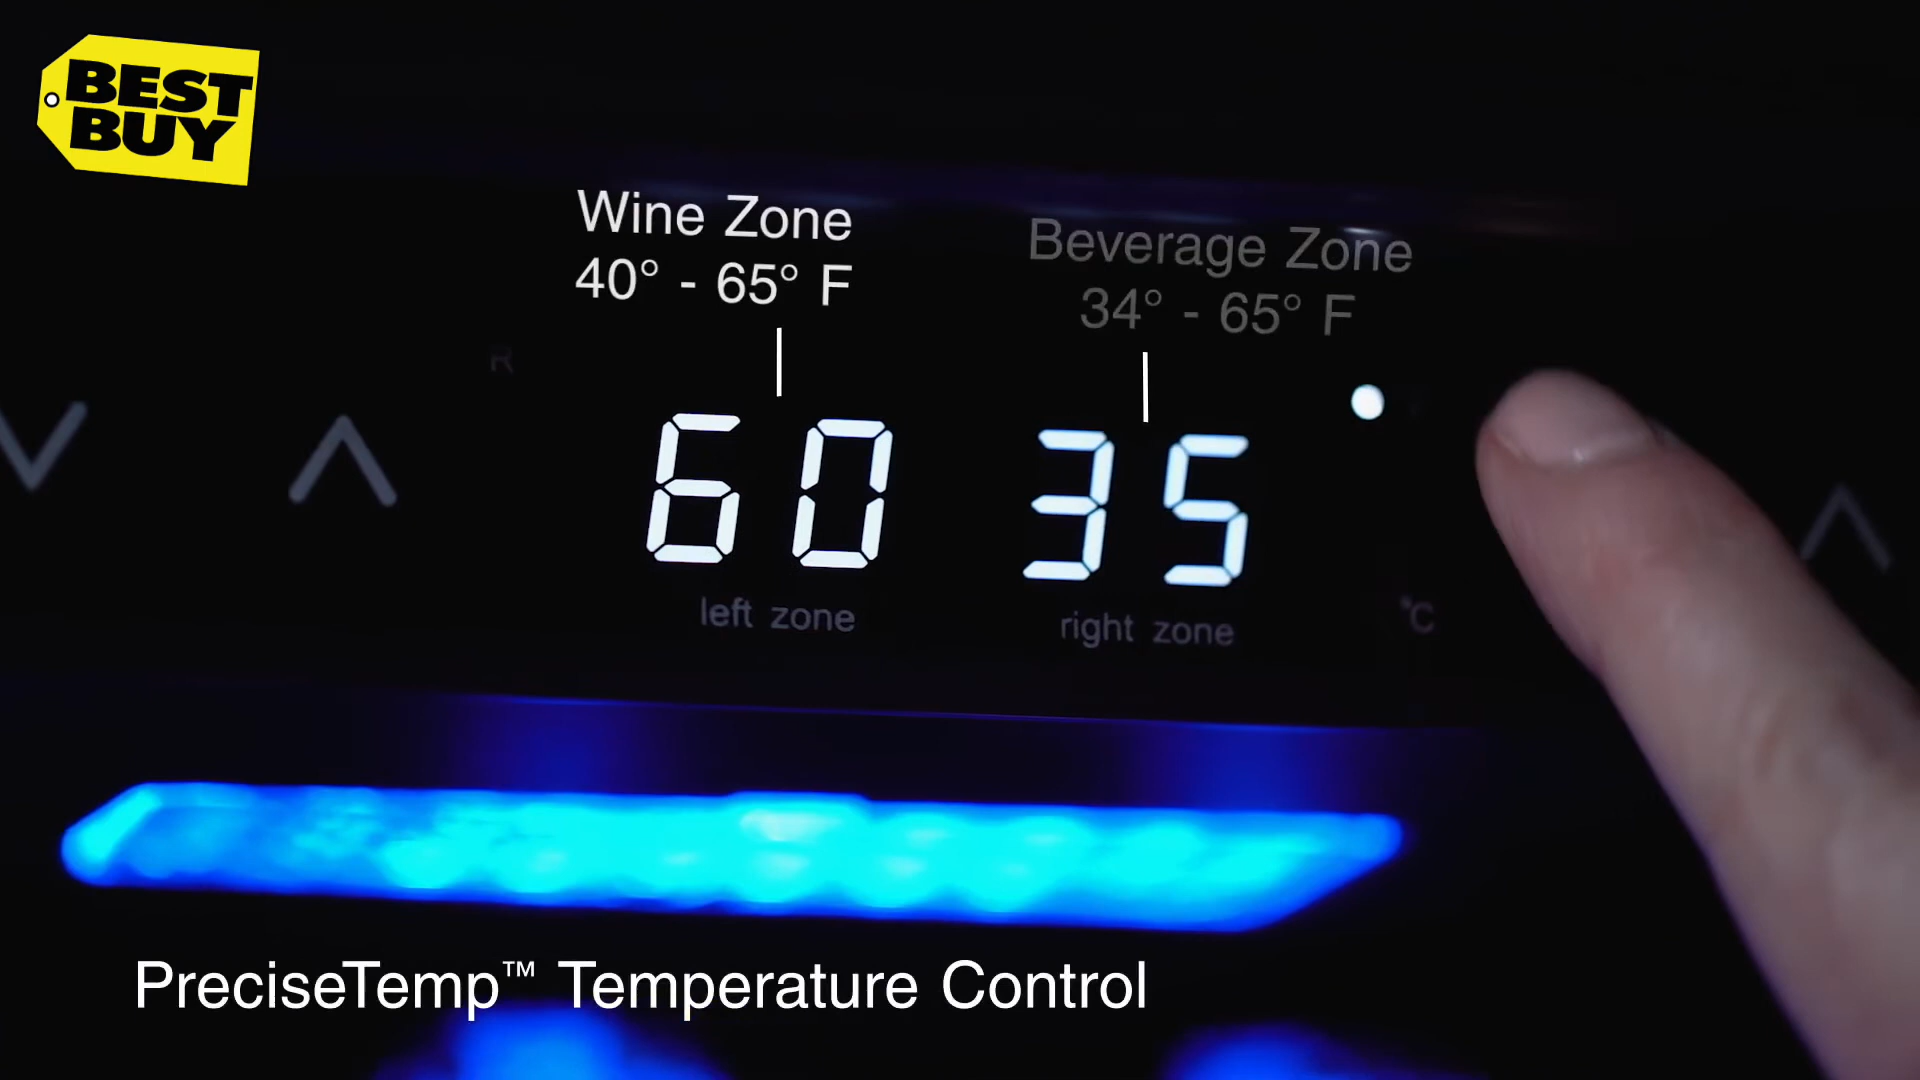 BEST
BUY
Wine Zone
40° - 65° F
Beverage Zone
34° - 65° F
R
60 35
left zone
right zone
°C
PreciseTemp™ Temperature Control